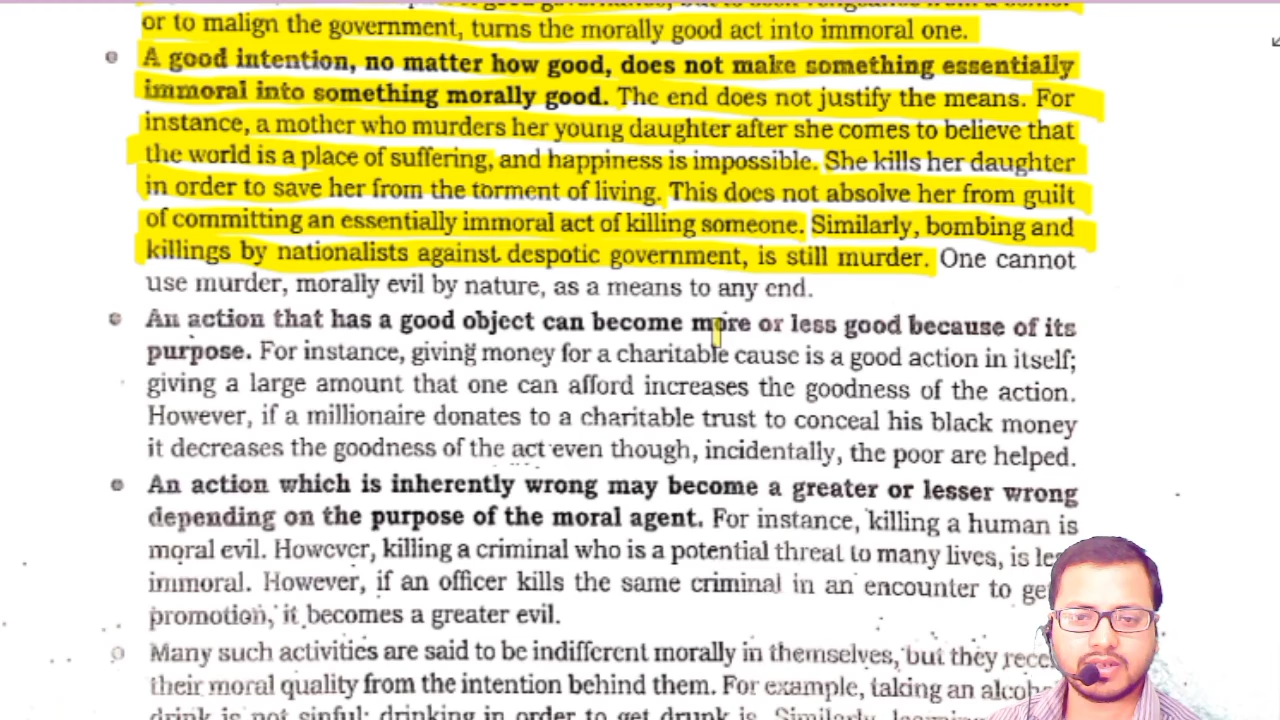 or to malign the government, turns the morally good act into immoral one.
A good intention, no matter how good, does not make something essentially
immoral into something morally good. The end does not justify the means. For
instance, a mother who murders her young daughter after she comes to believe that
the world is a place of suffering, and happiness is impossible. She kills her daughter
in order to save her from the torment of living. This does not absolve her from guilt
of committing an essentially immoral act of killing someone. Similarly, bombing and
killings by nationalists against despotic government, is still murder. One cannot
use murder, morally evil by nature, as a means to any end.
An action that has a good object can become more or less good because of its
purpose. For instance, giving money for a charitable cause is a good action in itself;
giving a large amount that one can afford increases the goodness of the action.
However, if a millionaire donates to a charitable trust to conceal his black money
it decreases the goodness of the act even though, incidentally, the poor are helped.
An action which is inherently wrong may become a greater or lesser wrong
depending on the purpose of the moral agent. For instance, killing a human is
moral evil. However, killing a criminal who is a potential threat to many lives, is
immoral. However, if an officer kills the same criminal in an encounter to
promotion, it becomes a greater evil.
Many such activities are said to be indifferent morally in themselves, but they
their moral quality from the intention behind them. For example, taking an
drink is not sinful; drinking in order to get drunk is. Similarly,